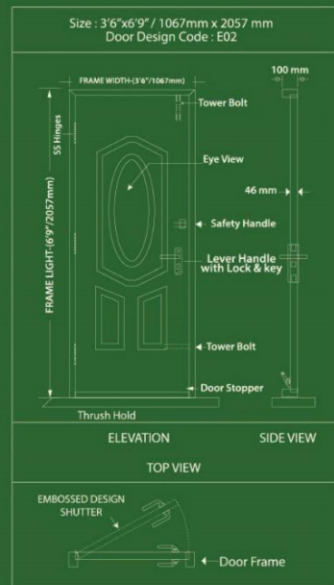 Size : 3'6"x6'9" / 1067mm x 2057 mm
Door Design Code : E02
FRAME WIDTH-(3'6"/1067mm)
100 mm
Tower Bolt
SS Hinges
Eye View
46 mm
FRAME LIGHT-(6'9"/2057mm)
Safety Handle
Lever Handle
with Lock & key
Tower Bolt
Door Stopper
Thrush Hold
ELEVATION
SIDE VIEW
TOP VIEW
EMBOSSED DESIGN
SHUTTER
Door Frame